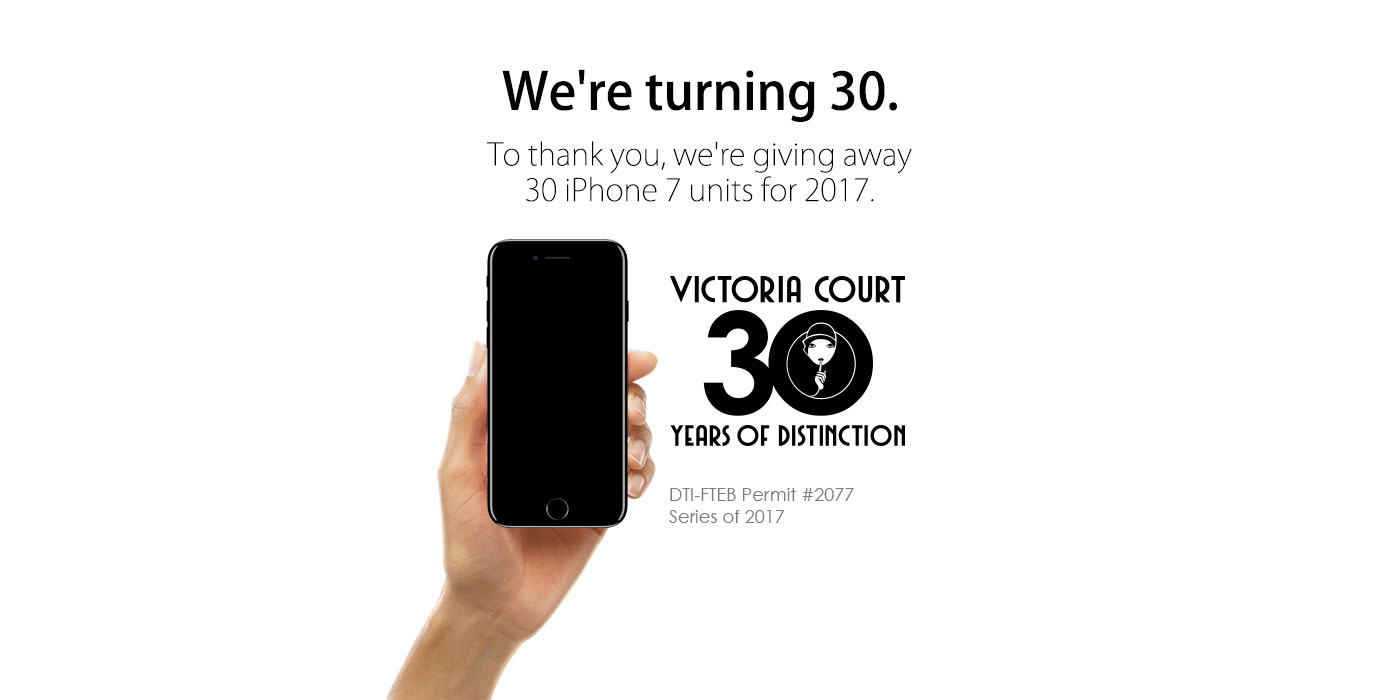 We're turning 30.
To thank you, we're giving away
30 iPhone 7 units for 2017.
VICTORIA COURT
30
YEARS OF DISTINCTION
DTI-FTEB Permit #2077
Series of 2017